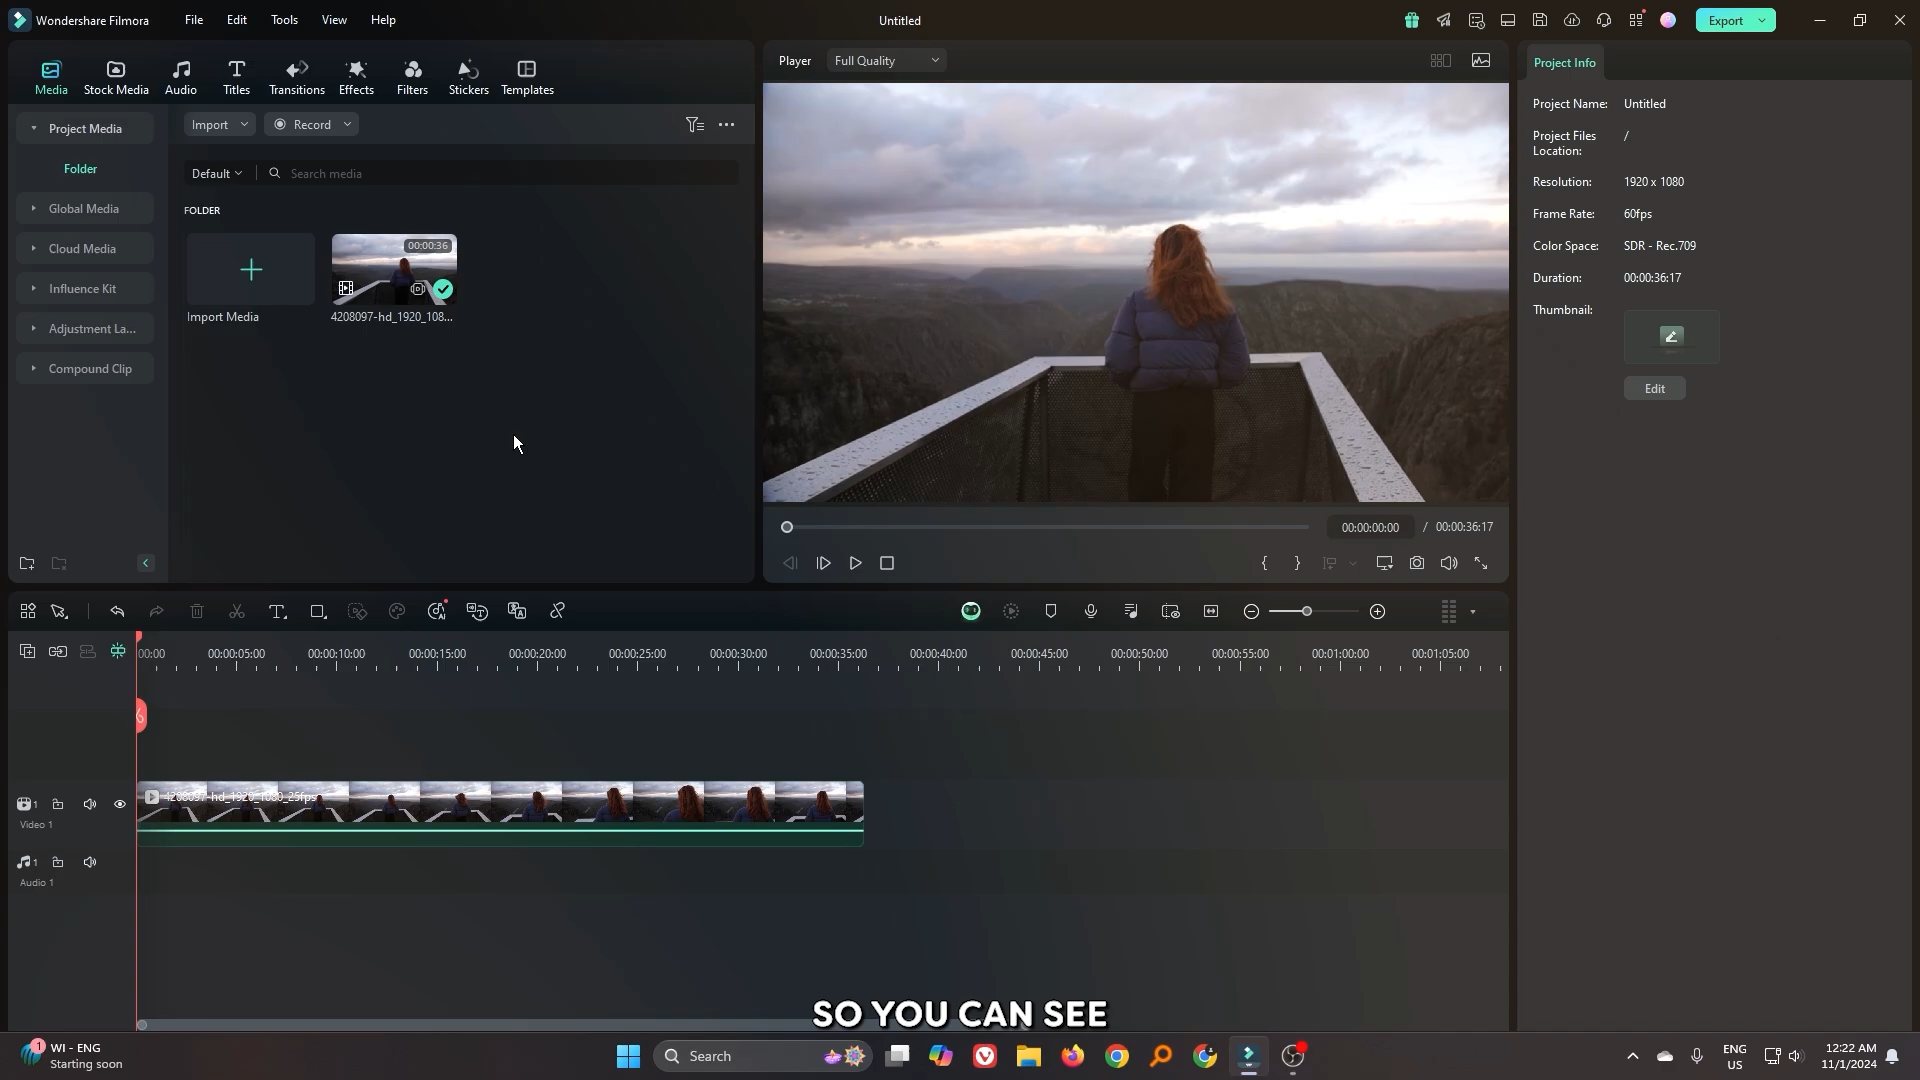 Wondershare Filmora
File
Edit
Tools
View
Help
Untitled
Export
Media
Stock Media
Audio
Titles
Transitions
Effects
Filters
Stickers
Templates
Project Media
Folder
Global Media
Cloud Media
Influence Kit
Adjustment La...
Compound Clip
Import
Record
Default
Search media
FOLDER
00:00:36
Import Media
4208097-hd_1920_108...
Player
Full Quality
00:00:00:00
/
00:00:36:17
Project Info
Project Name: Untitled
Project Files
Location: /
Resolution: 1920 x 1080
Frame Rate: 60fps
Color Space: SDR - Rec.709
Duration: 00:00:36:17
Thumbnail:
Edit
00:00
00:00:05:00
00:00:10:00
00:00:15:00
00:00:20:00
00:00:25:00
00:00:30:00
00:00:35:00
00:00:40:00
00:00:45:00
00:00:50:00
00:00:55:00
00:01:00:00
00:01:05:00
4208097-hd_1920_1080_25fps
1
Video 1
1
Audio 1
SO YOU CAN SEE
1
WI - ENG
Starting soon
Search
ENG
US
12:22 AM
11/1/2024